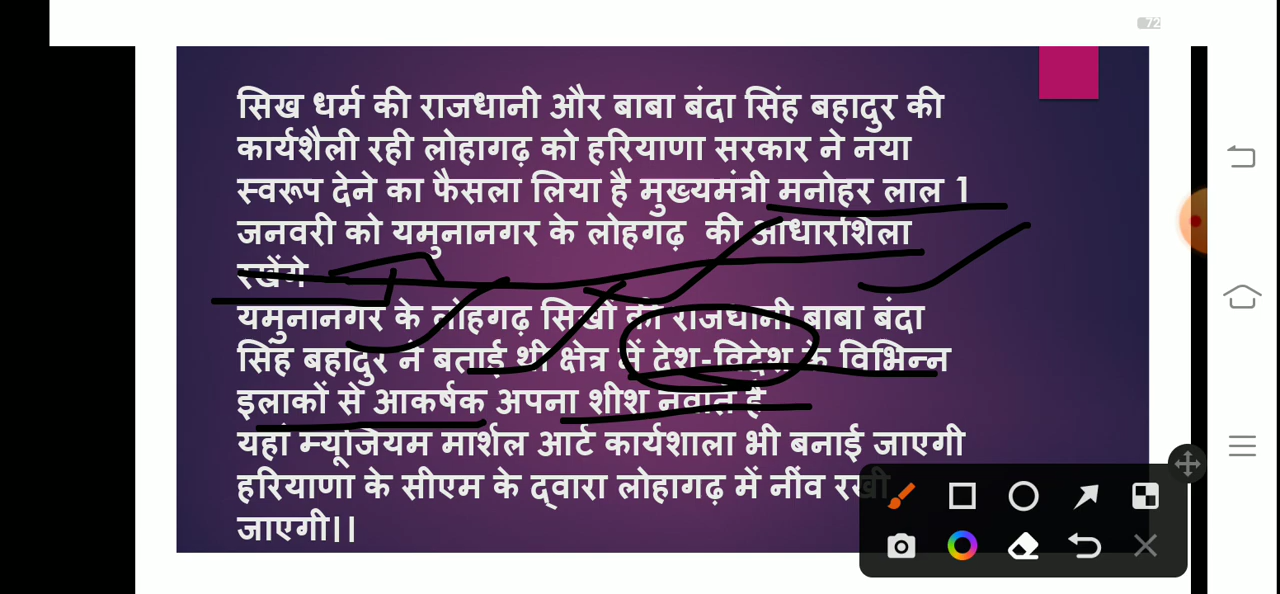 72
सिख धर्म की राजधानी और बाबा बंदा सिंह बहादुर की
कार्यशैली रही लोहागढ़ को हरियाणा सरकार ने नया
स्वरूप देने का फैसला लिया है मुख्यमंत्री मनोहर लाल 1
जनवरी को यमुनानगर के लोहगढ़ की आधारशिला
रखेंगे
यमुनानगर के लोहगढ़ सिखों की राजधानी बाबा बंदा
सिंह बहादुर ने बताई थी क्षेत्र में देश-विदेश के विभिन्न
इलाकों से आकर्षक अपना शीश नवाते हैं
यहां म्यूजियम मार्शल आर्ट कार्यशाला भी बनाई जाएगी
हरियाणा के सीएम के द्वारा लोहागढ़ में नींव रखी
जाएगी।।